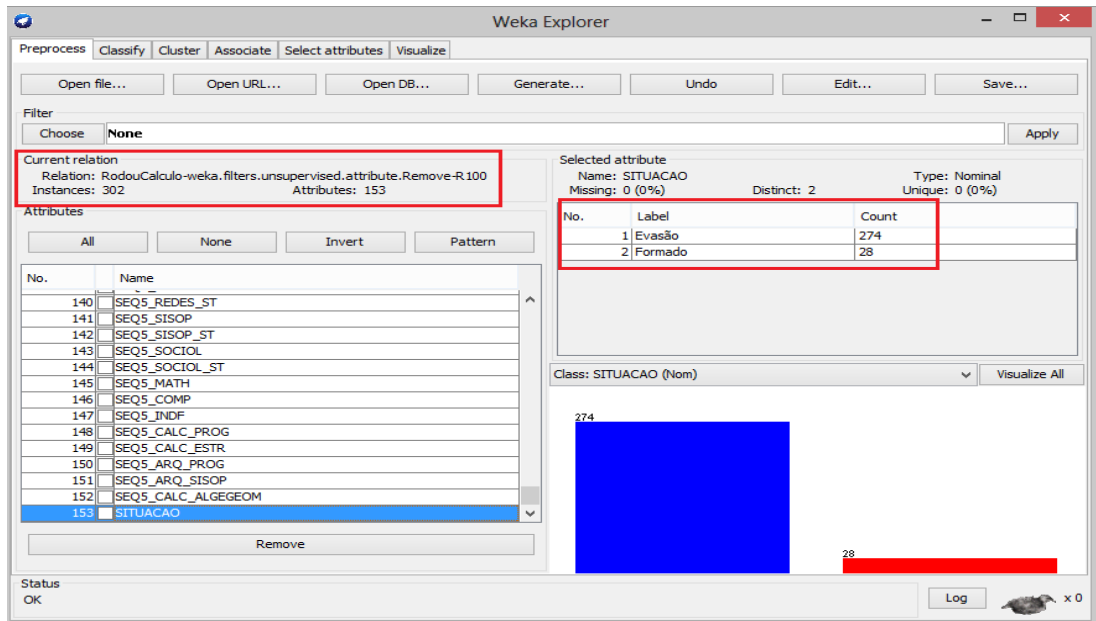 Weka Explorer
Preprocess Classify Cluster Associate Select attributes Visualize
Open file... Open URL... Open DB... Generate... Undo Edit... Save...
Filter
Choose None Apply
Current relation
Relation: RodouCalculo-weka.filters.unsupervised.attribute.Remove-R100
Instances: 302 Attributes: 153
Attributes
All None Invert Pattern
No. Name
140 SEQ5_REDES_ST
141 SEQ5_SISOP
142 SEQ5_SISOP_ST
143 SEQ5_SOCIOL
144 SEQ5_SOCIOL_ST
145 SEQ5_MATH
146 SEQ5_COMP
147 SEQ5_INDF
148 SEQ5_CALC_PROG
149 SEQ5_CALC_ESTR
150 SEQ5_ARQ_PROG
151 SEQ5_ARQ_SISOP
152 SEQ5_CALC_ALGEGEOM
153 SITUACAO
Remove
Selected attribute
Name: SITUACAO Type: Nominal
Missing: 0 (0%) Distinct: 2 Unique: 0 (0%)
No. Label Count
1 Evasão 274
2 Formado 28
Class: SITUACAO (Nom) Visualize All
274
28
Status
OK
Log x 0